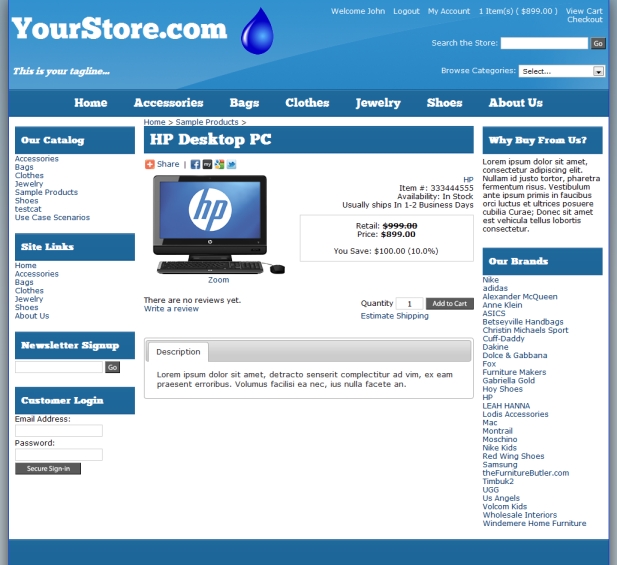 Welcome John Logout My Account 1 Item(s) ( $899.00 ) View Cart
Checkout
YourStore.com
Search the Store: Go
This is your tagline...
Browse Categories: Select...
Home Accessories Bags Clothes Jewelry Shoes About Us
Home > Sample Products >
Our Catalog
Accessories
Bags
Clothes
Jewelry
Sample Products
Shoes
testcat
Use Case Scenarios
Site Links
Home
Accessories
Bags
Clothes
Jewelry
Shoes
About Us
Newsletter Signup
Go
Customer Login
Email Address:
Password:
Secure Sign-in
HP Desktop PC
Share |
hp
Zoom
HP
Item #: 333444555
Availability: In Stock
Usually ships In 1-2 Business Days
Retail: $999.00
Price: $899.00
You Save: $100.00 (10.0%)
There are no reviews yet.
Write a review
Quantity 1 Add to Cart
Estimate Shipping
Description
Lorem ipsum dolor sit amet, detracto senserit complectitur ad vim, ex eam
praesent erroribus. Volumus facilisi ea nec, ius nulla facete an.
Why Buy From Us?
Lorem ipsum dolor sit amet,
consectetur adipiscing elit.
Nullam id justo tortor, pharetra
fermentum risus. Vestibulum
ante ipsum primis in faucibus
orci luctus et ultrices posuere
cubilia Curae; Donec sit amet
est vehicula tellus lobortis
consectetur.
Our Brands
Nike
adidas
Alexander McQueen
Anne Klein
ASICS
Betseyville Handbags
Christin Michaels Sport
Cuff-Daddy
Dakine
Dolce & Gabbana
Fox
Furniture Makers
Gabriella Gold
Hoy Shoes
HP
LEAH HANNA
Lodis Accessories
Mac
Montrail
Moschino
Nike Kids
Red Wing Shoes
Samsung
theFurnitureButler.com
Timbuk2
UGG
Us Angels
Volcom Kids
Wholesale Interiors
Windemere Home Furniture